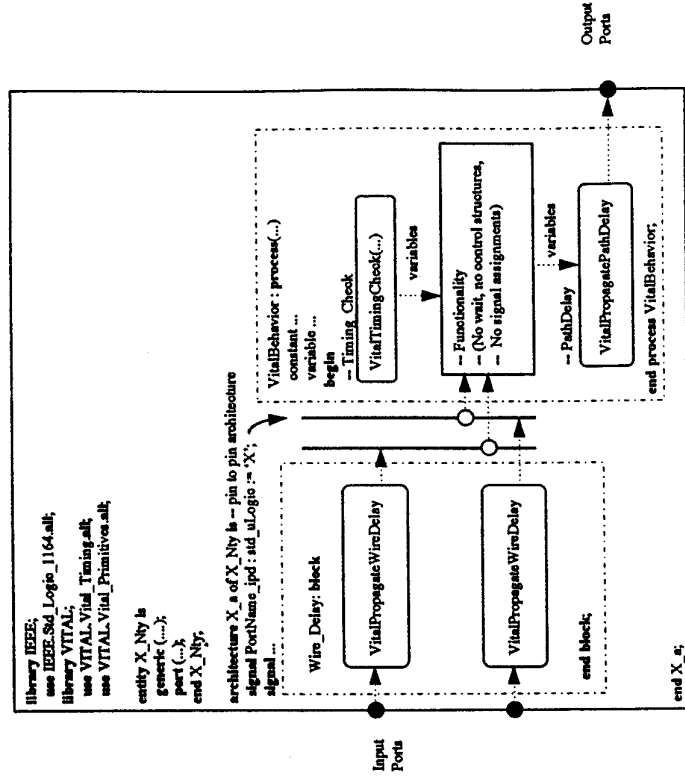 library IEEE;
use IEEE.Std_Logic_1164.all;
library VITAL;
use VITAL.Vital_Timing.all;
use VITAL.Vital_Primitives.all;
entity X_Nty is
generic (....);
port (...);
end X_Nty;
architecture X_a of X_Nty is -- pin to pin architecture
signal PortName_ipd : std_uLogic := 'X';
signal ...
Wire_Delay: block
VitalPropagateWireDelay
VitalPropagateWireDelay
end block;
Input
Ports
VitalBehavior : process(...)
constant ...
variable ...
begin
-- Timing_Check
VitalTimingCheck(...)
variables
-- Functionality
-- (No wait, no control structures,
-- No signal assignments)
variables
-- PathDelay
VitalPropagatePathDelay
end process VitalBehavior;
Output
Ports
end X_a;